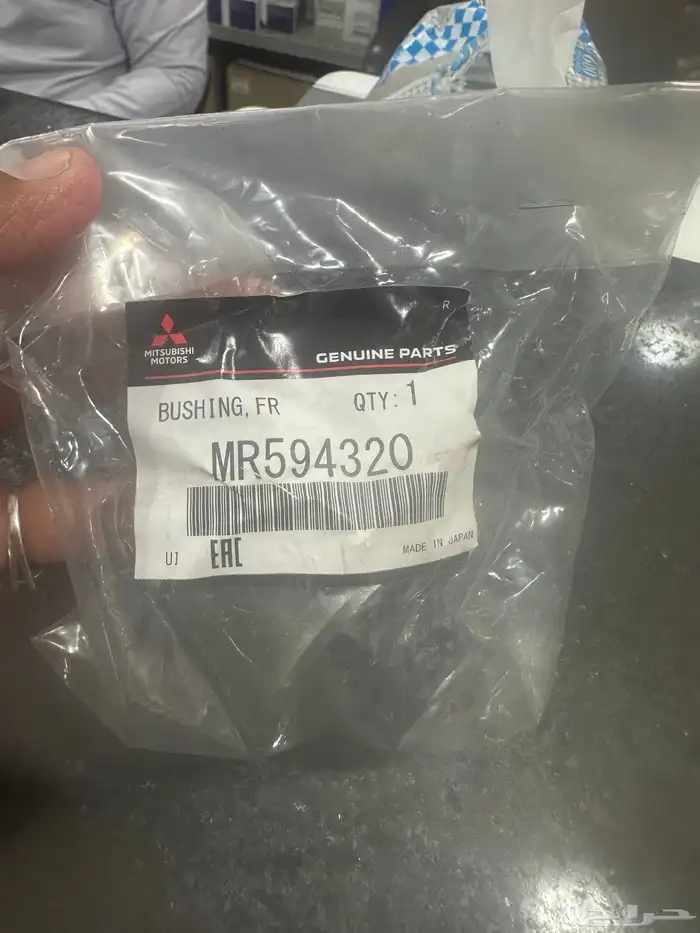 R
MITSUBISHI
MOTORS
GENUINE PARTS
BUSHING, FR QTY: 1
MR594320
UI EAC MADE IN JAPAN
حراج